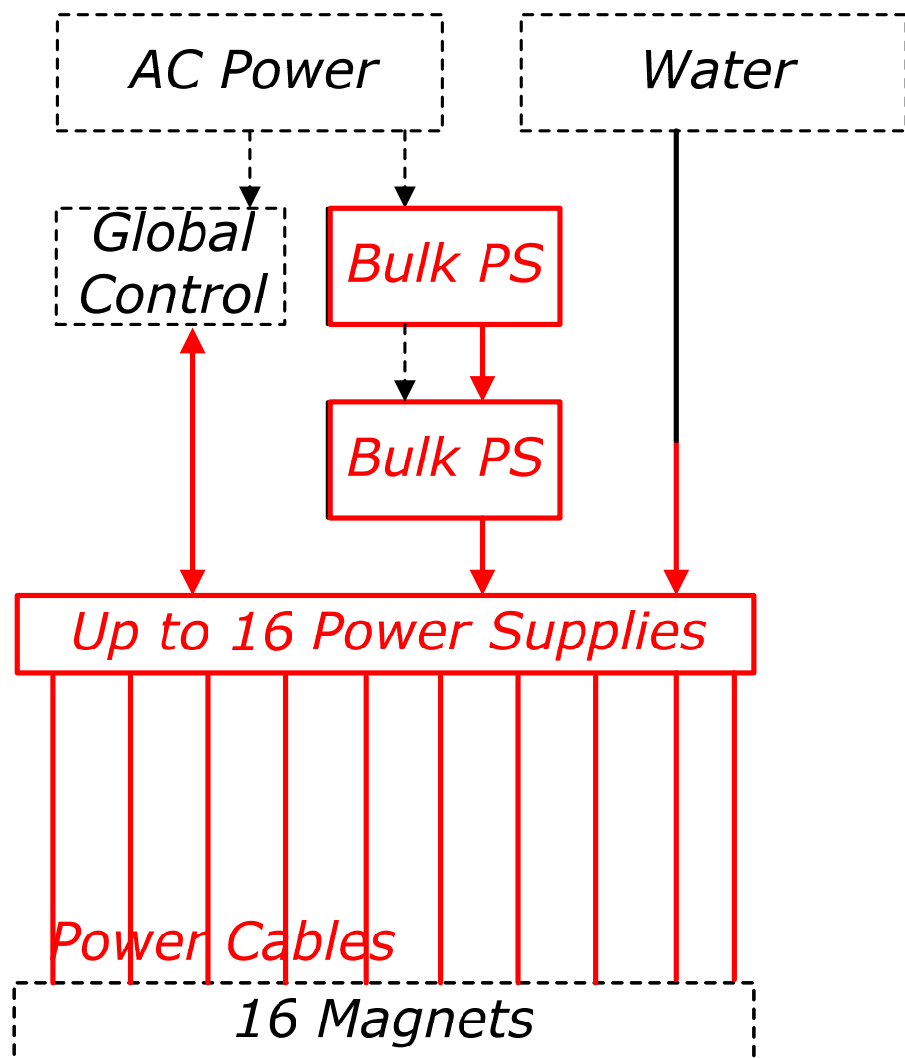 AC Power
Water
Global
Control
Bulk PS
Bulk PS
Up to 16 Power Supplies
Power Cables
16 Magnets